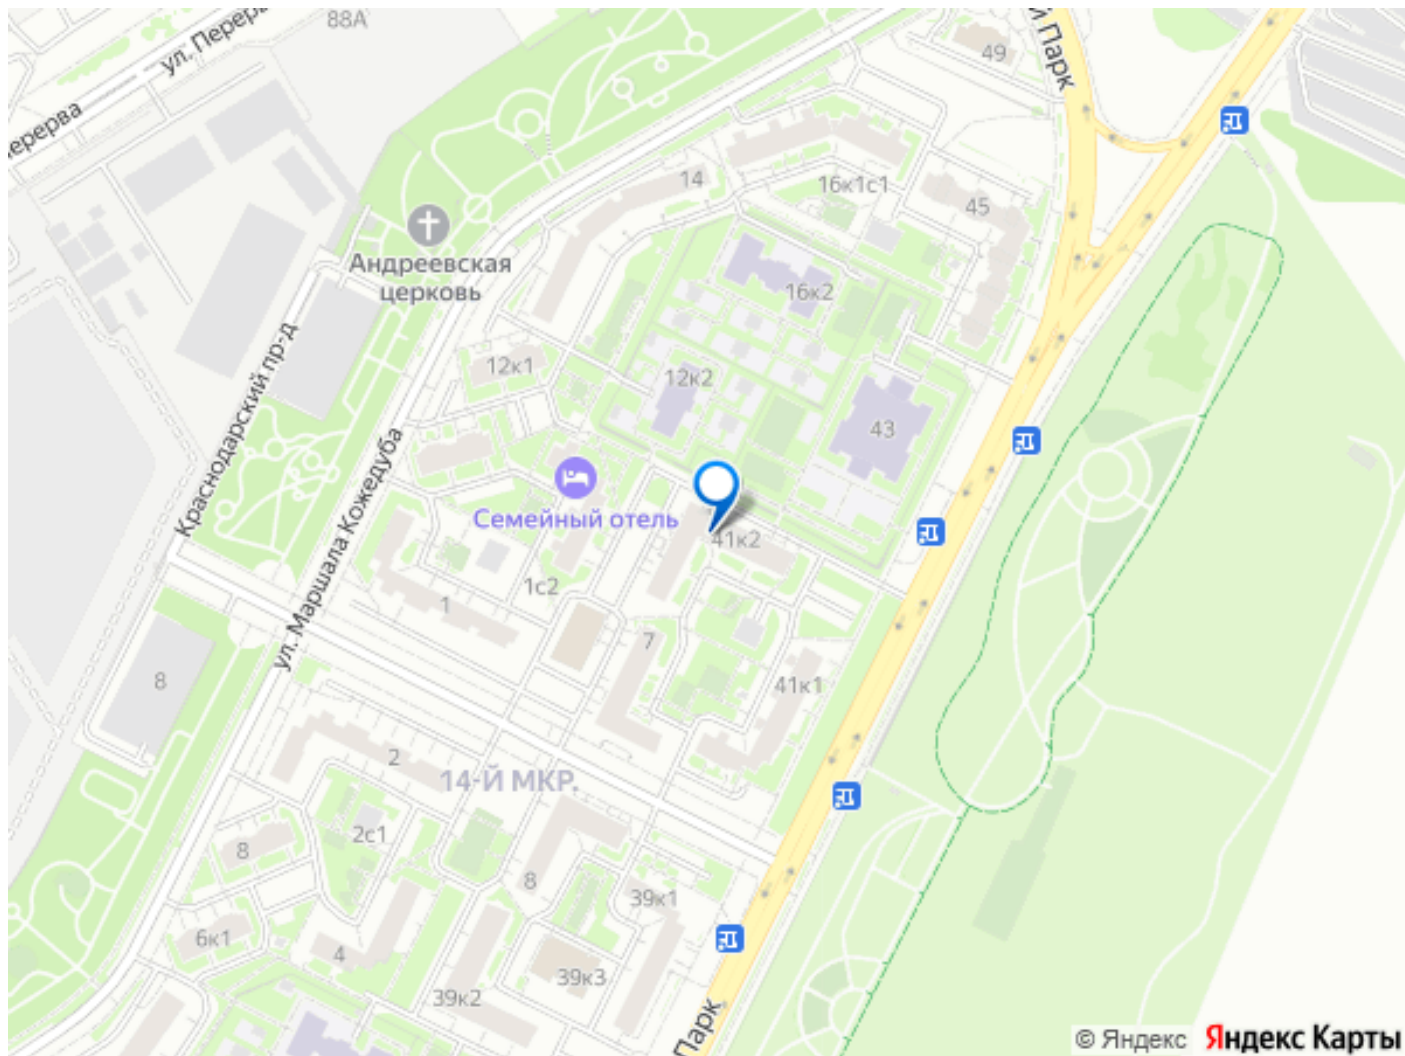 88А
ул. Перерва
49
й Парк
ерерва
14
16к1с1
45
Андреевская
церковь
16к2
Краснодарский пр-д
12к1
12к2
43
ул. Маршала Кожедуба
Семейный отель
41к2
1с2
1
7
8
41к1
2
14-Й МКР.
2с1
8
8
39к1
6к1
4
39к3
39к2
Парк
© Яндекс Яндекс Карты